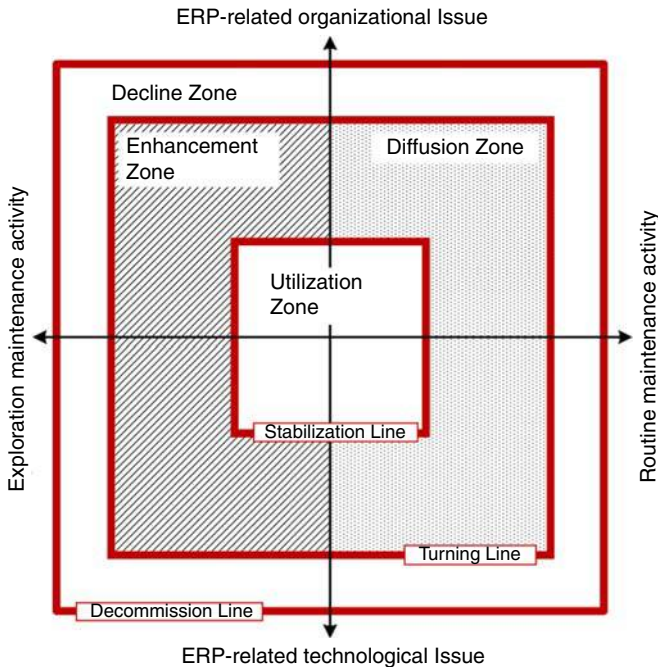 ERP-related organizational Issue
Decline Zone
Enhancement
Zone
Diffusion Zone
Utilization
Zone
Exploration maintenance activity
Routine maintenance activity
Stabilization Line
Turning Line
Decommission Line
ERP-related technological Issue